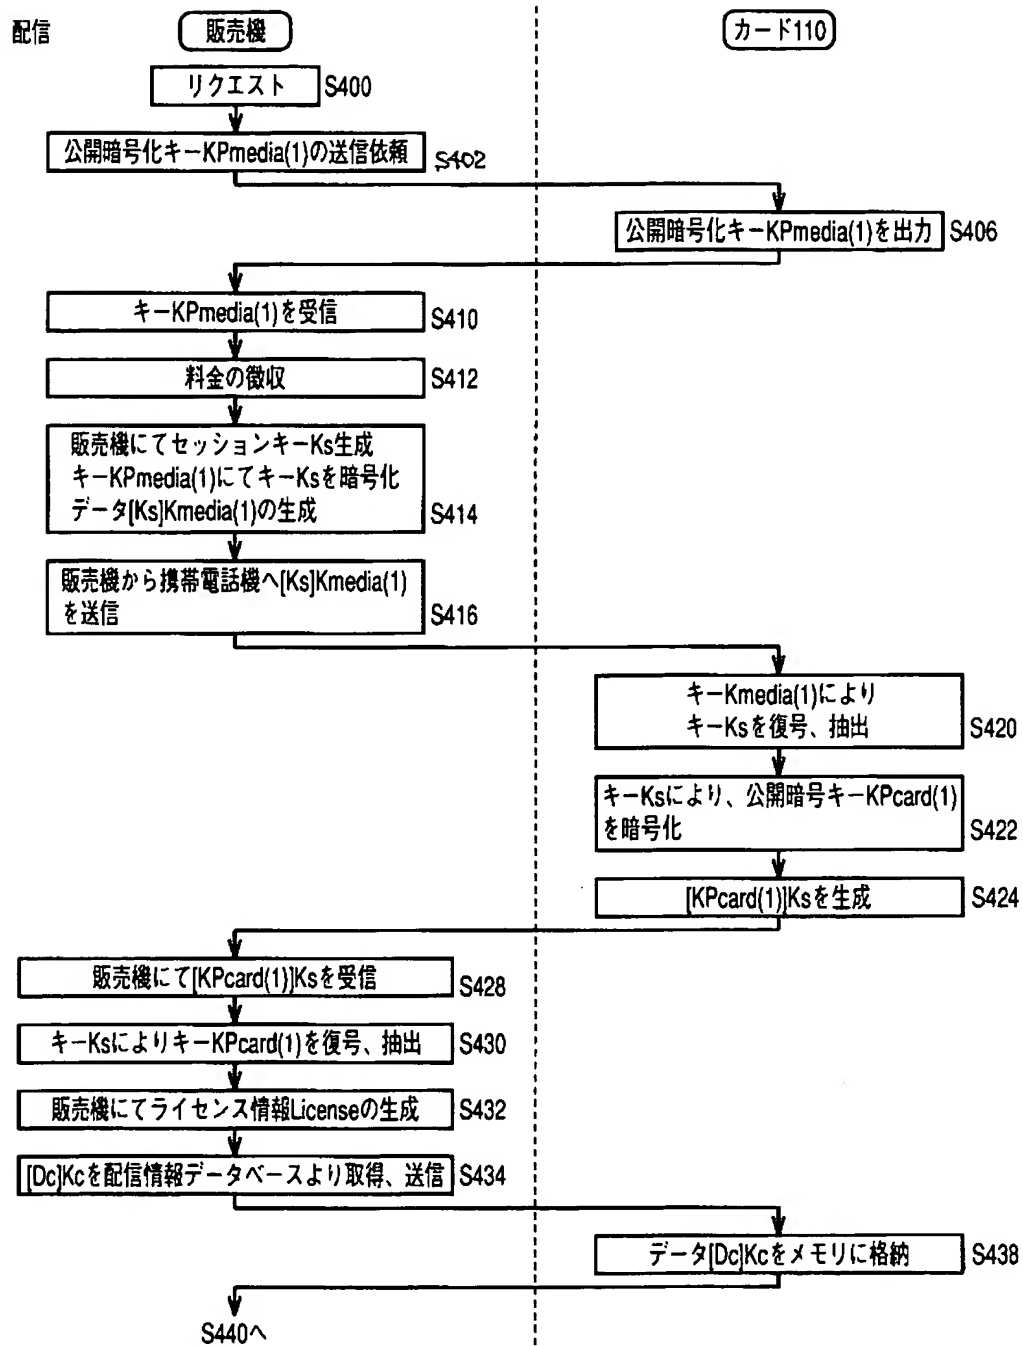 配信
販売機
カード110
リクエスト
S400
公開暗号化キーKPmedia(1)の送信依頼
S402
公開暗号化キーKPmedia(1)を出力
S406
キーKPmedia(1)を受信
S410
料金の徴収
S412
販売機にてセッションキーKs生成
キーKPmedia(1)にてキーKsを暗号化
データ[Ks]Kmedia(1)の生成
S414
販売機から携帯電話機へ[Ks]Kmedia(1)
を送信
S416
キーKmedia(1)により
キーKsを復号、抽出
S420
キーKsにより、公開暗号キーKPcard(1)
を暗号化
S422
[KPcard(1)]Ksを生成
S424
販売機にて[KPcard(1)]Ksを受信
S428
キーKsによりキーKPcard(1)を復号、抽出
S430
販売機にてライセンス情報Licenseの生成
S432
[Dc]Kcを配信情報データベースより取得、送信
S434
データ[Dc]Kcをメモリに格納
S438
S440へ